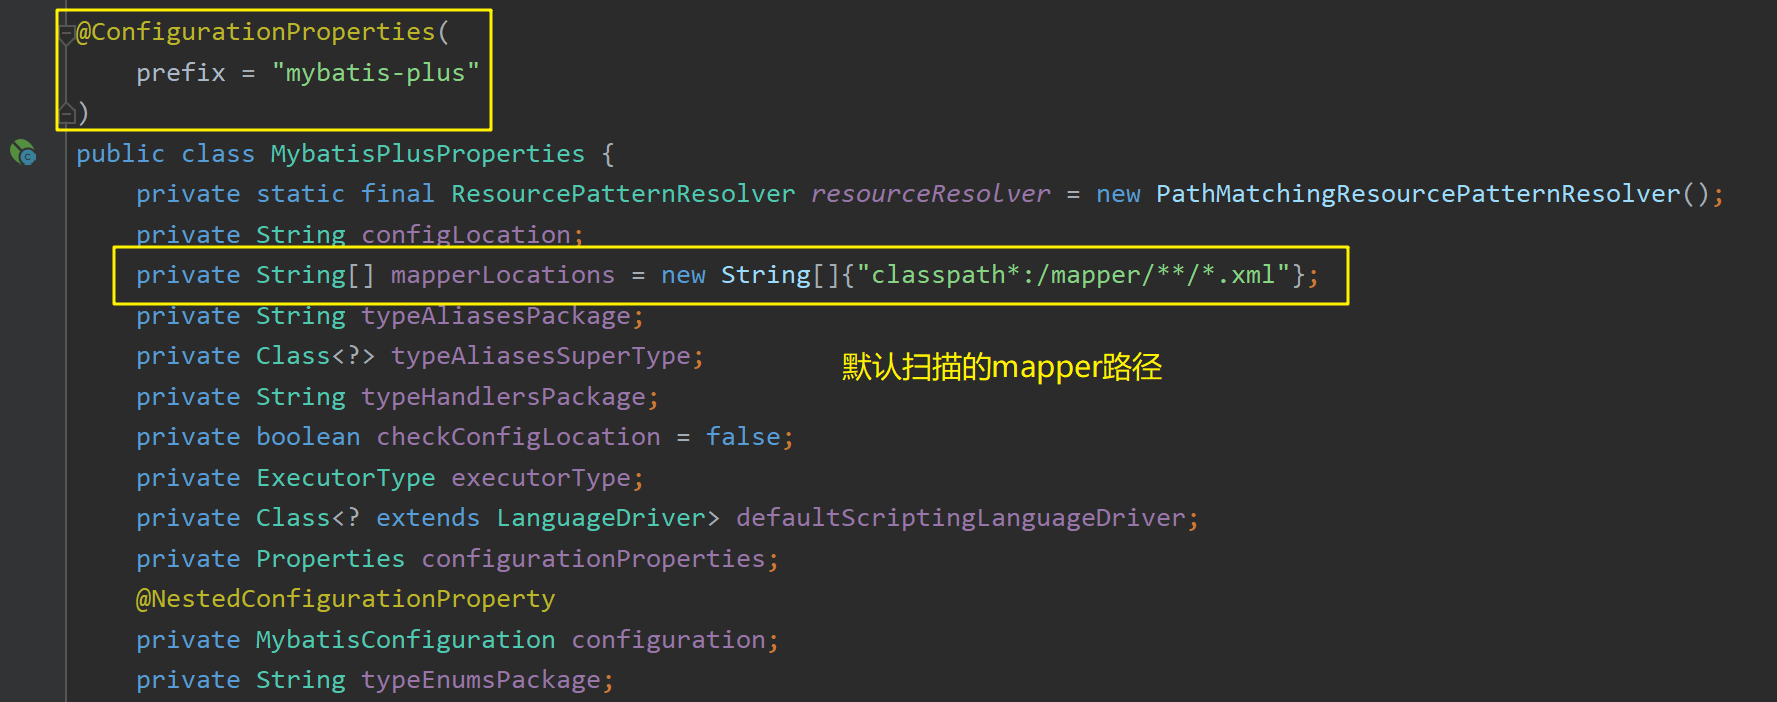 @ConfigurationProperties(
    prefix = "mybatis-plus"
)
public class MybatisPlusProperties {
    private static final ResourcePatternResolver resourceResolver = new PathMatchingResourcePatternResolver();
    private String configLocation;
    private String[] mapperLocations = new String[]{"classpath*:/mapper/**/*.xml"};
    private String typeAliasesPackage;
    private Class<?> typeAliasesSuperType;
默认扫描的mapper路径
    private String typeHandlersPackage;
    private boolean checkConfigLocation = false;
    private ExecutorType executorType;
    private Class<? extends LanguageDriver> defaultScriptingLanguageDriver;
    private Properties configurationProperties;
    @NestedConfigurationProperty
    private MybatisConfiguration configuration;
    private String typeEnumsPackage;